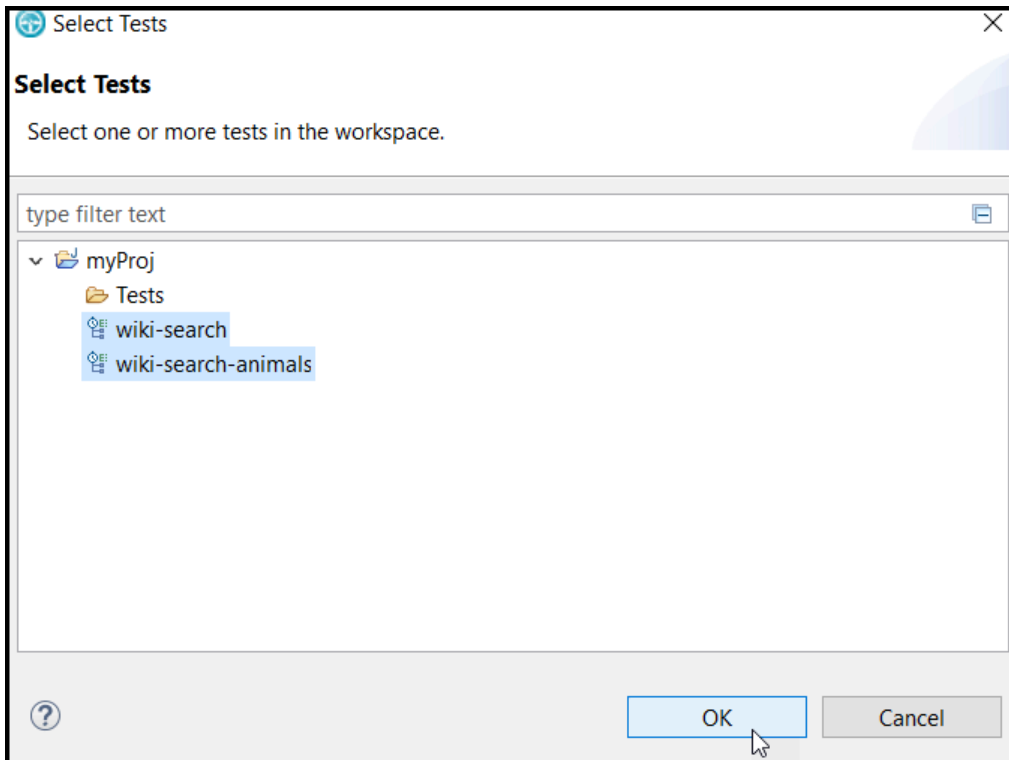 Select Tests
Select Tests
Select one or more tests in the workspace.
type filter text
myProj
Tests
wiki-search
wiki-search-animals
? OK Cancel